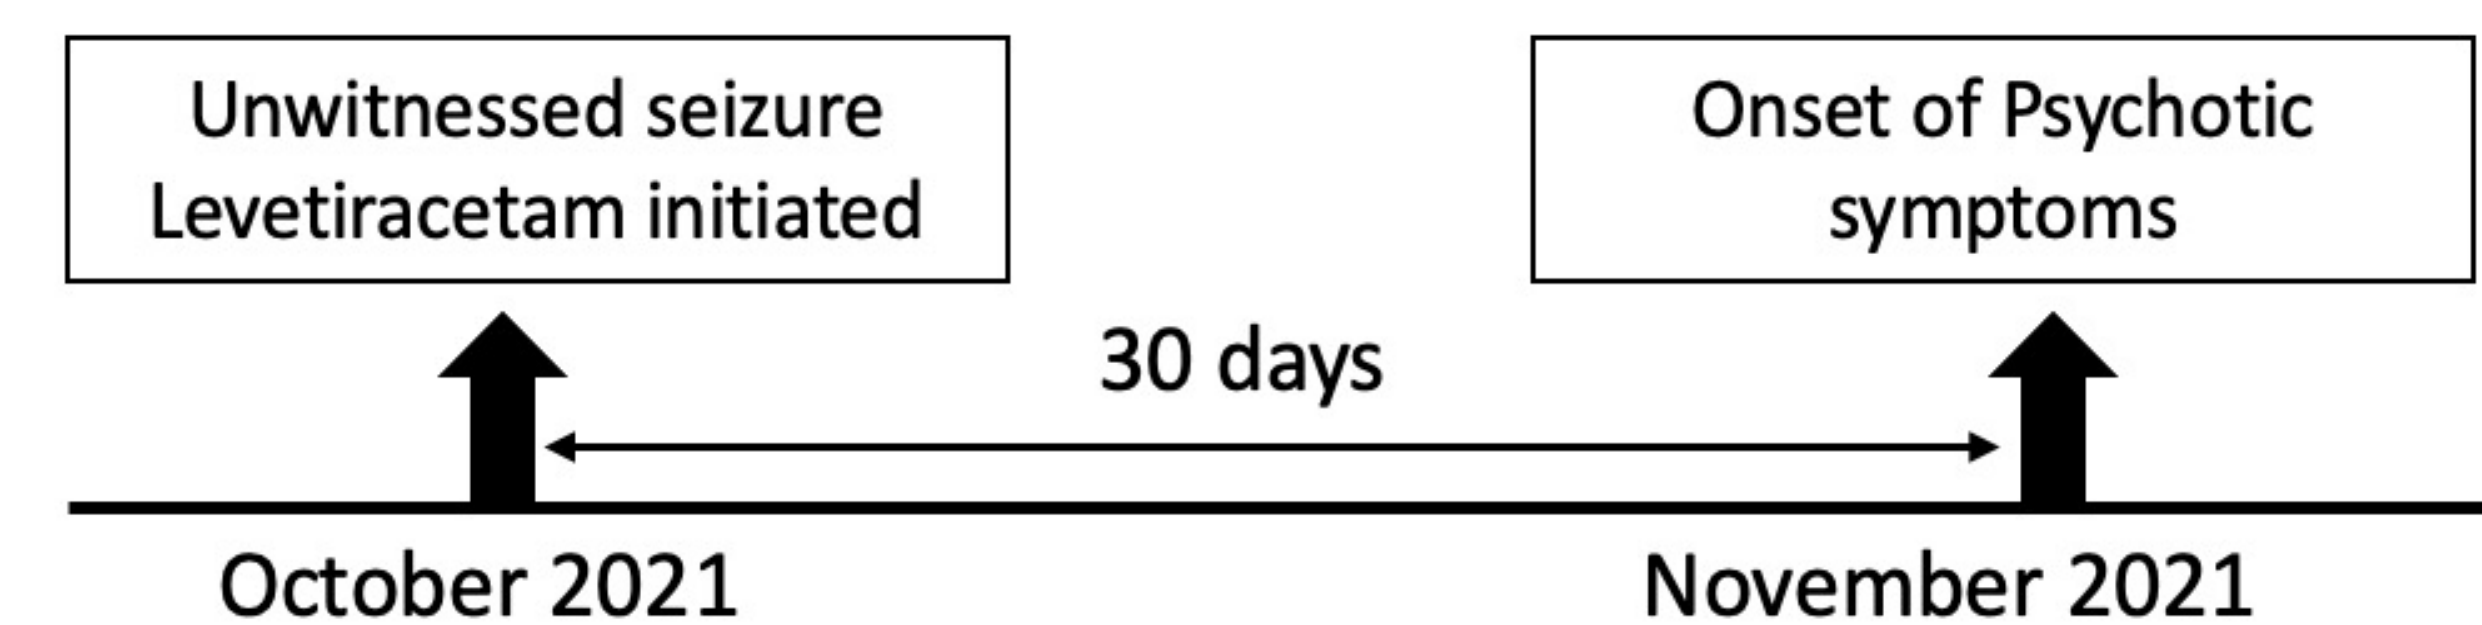 Unwitnessed seizure
Levetiracetam initiated
Onset of Psychotic
symptoms
30 days
October 2021
November 2021